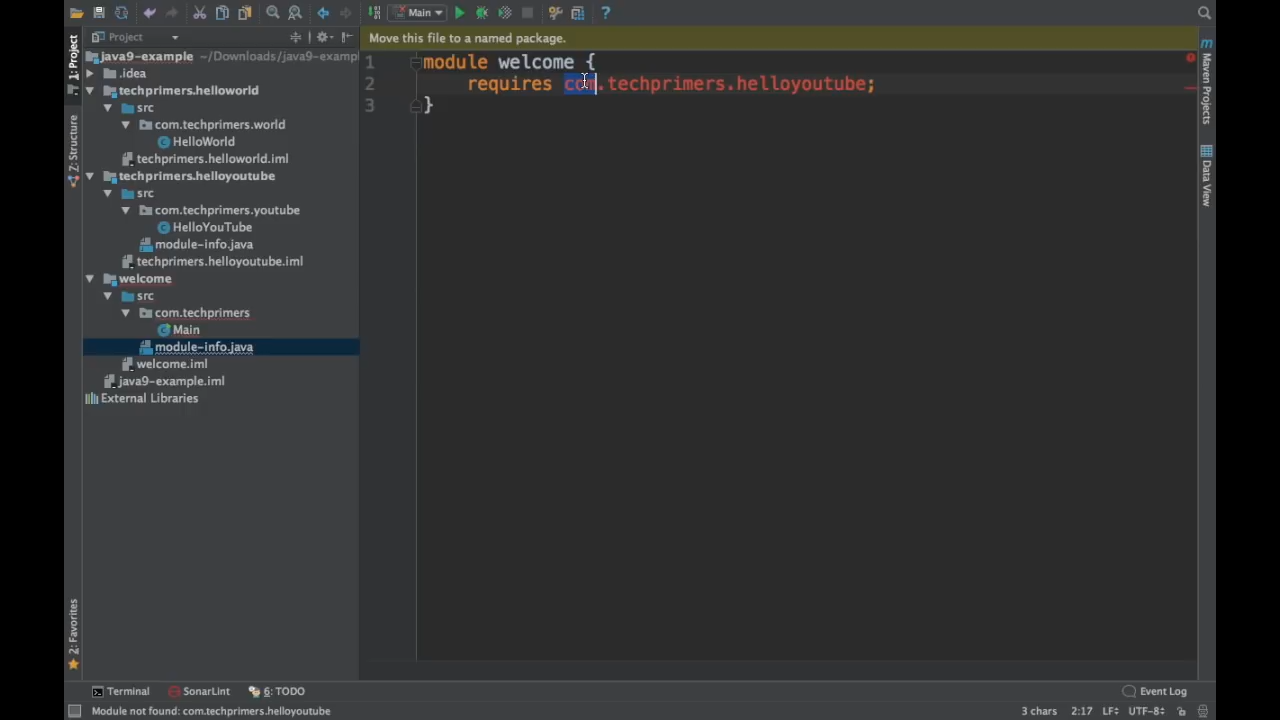 Main
1: Project
Project
Move this file to a named package.
java9-example ~/Downloads/java9-exampl
.idea
techprimers.helloworld
src
com.techprimers.world
HelloWorld
techprimers.helloworld.iml
techprimers.helloyoutube
src
com.techprimers.youtube
HelloYouTube
module-info.java
techprimers.helloyoutube.iml
welcome
src
com.techprimers
Main
module-info.java
welcome.iml
java9-example.iml
External Libraries
7: Structure
2: Favorites
1 module welcome {
2 requires com.techprimers.helloyoutube;
3 }
m
Maven Projects
Data View
Terminal
SonarLint
6: TODO
Event Log
Module not found: com.techprimers.helloyoutube
3 chars 2:17 LF UTF-8